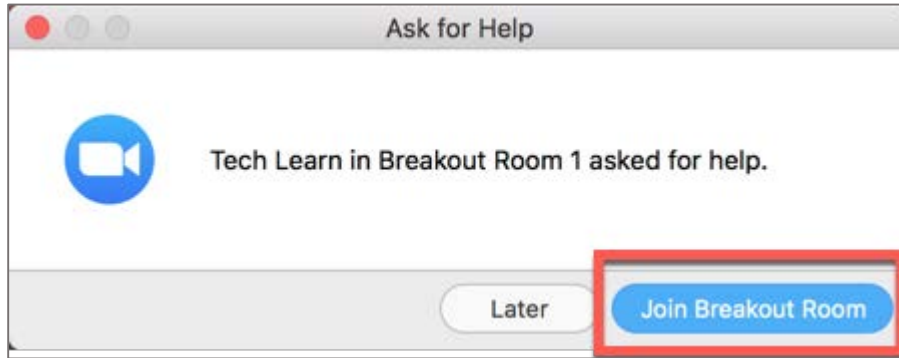 Ask for Help
Tech Learn in Breakout Room 1 asked for help.
Later Join Breakout Room